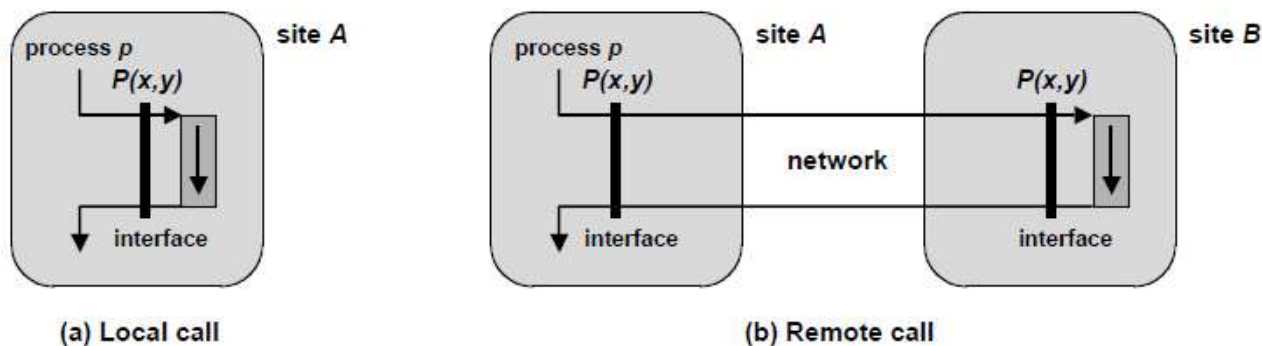 site A
process p
P(x,y)
interface
(a) Local call
site A
process p
P(x,y)
interface
network
site B
P(x,y)
interface
(b) Remote call